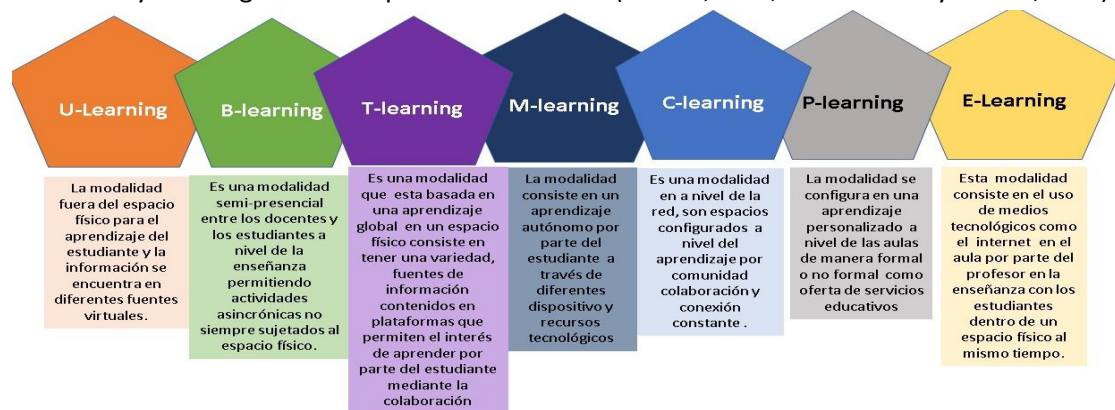 U-Learning
B-learning
T-learning
M-learning
C-learning
P-learning
E-Learning
La modalidad
fuera del espacio
físico para el
aprendizaje del
estudiante y la
información se
encuentra en
diferentes fuentes
virtuales.
Es una modalidad
semi-presencial
entre los docentes y
los estudiantes a
nivel de la
enseñanza
permitiendo
actividades
asincrónicas no
siempre sujetados al
espacio físico.
Es una modalidad
que esta basada en
una aprendizaje
global en un espacio
físico consiste en
tener una variedad,
fuentes de
información
contenidos en
plataformas que
permiten el interés
de aprender por
parte del estudiante
mediante la
colaboración
La modalidad
consiste en un
aprendizaje
autónomo por
parte del
estudiante a
través de
diferentes
dispositivo y
recursos
tecnológicos
Es una modalidad
en a nivel de la
red, son espacios
configurados a
nivel del
aprendizaje por
comunidad
colaboración y
conexión
constante .
La modalidad se
configura en una
aprendizaje
personalizado a
nivel de las aulas
de manera formal
o no formal como
oferta de servicios
educativos
Esta modalidad
consiste en el uso
de medios
tecnológicos como
el internet en el
aula por parte del
profesor en la
enseñanza con los
estudiantes
dentro de un
espacio físico al
mismo tiempo.